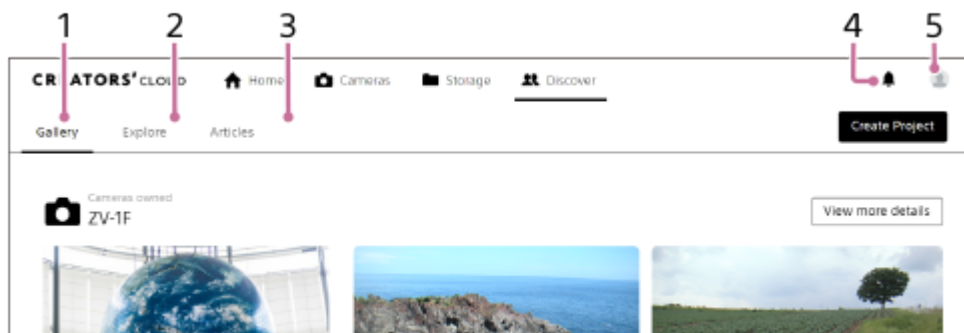 1 2 3 4 5
CREATORS' CLOUD Home Cameras Storage Discover
Gallery Explore Articles Create Project
Cameras owned
ZV-1F View more details